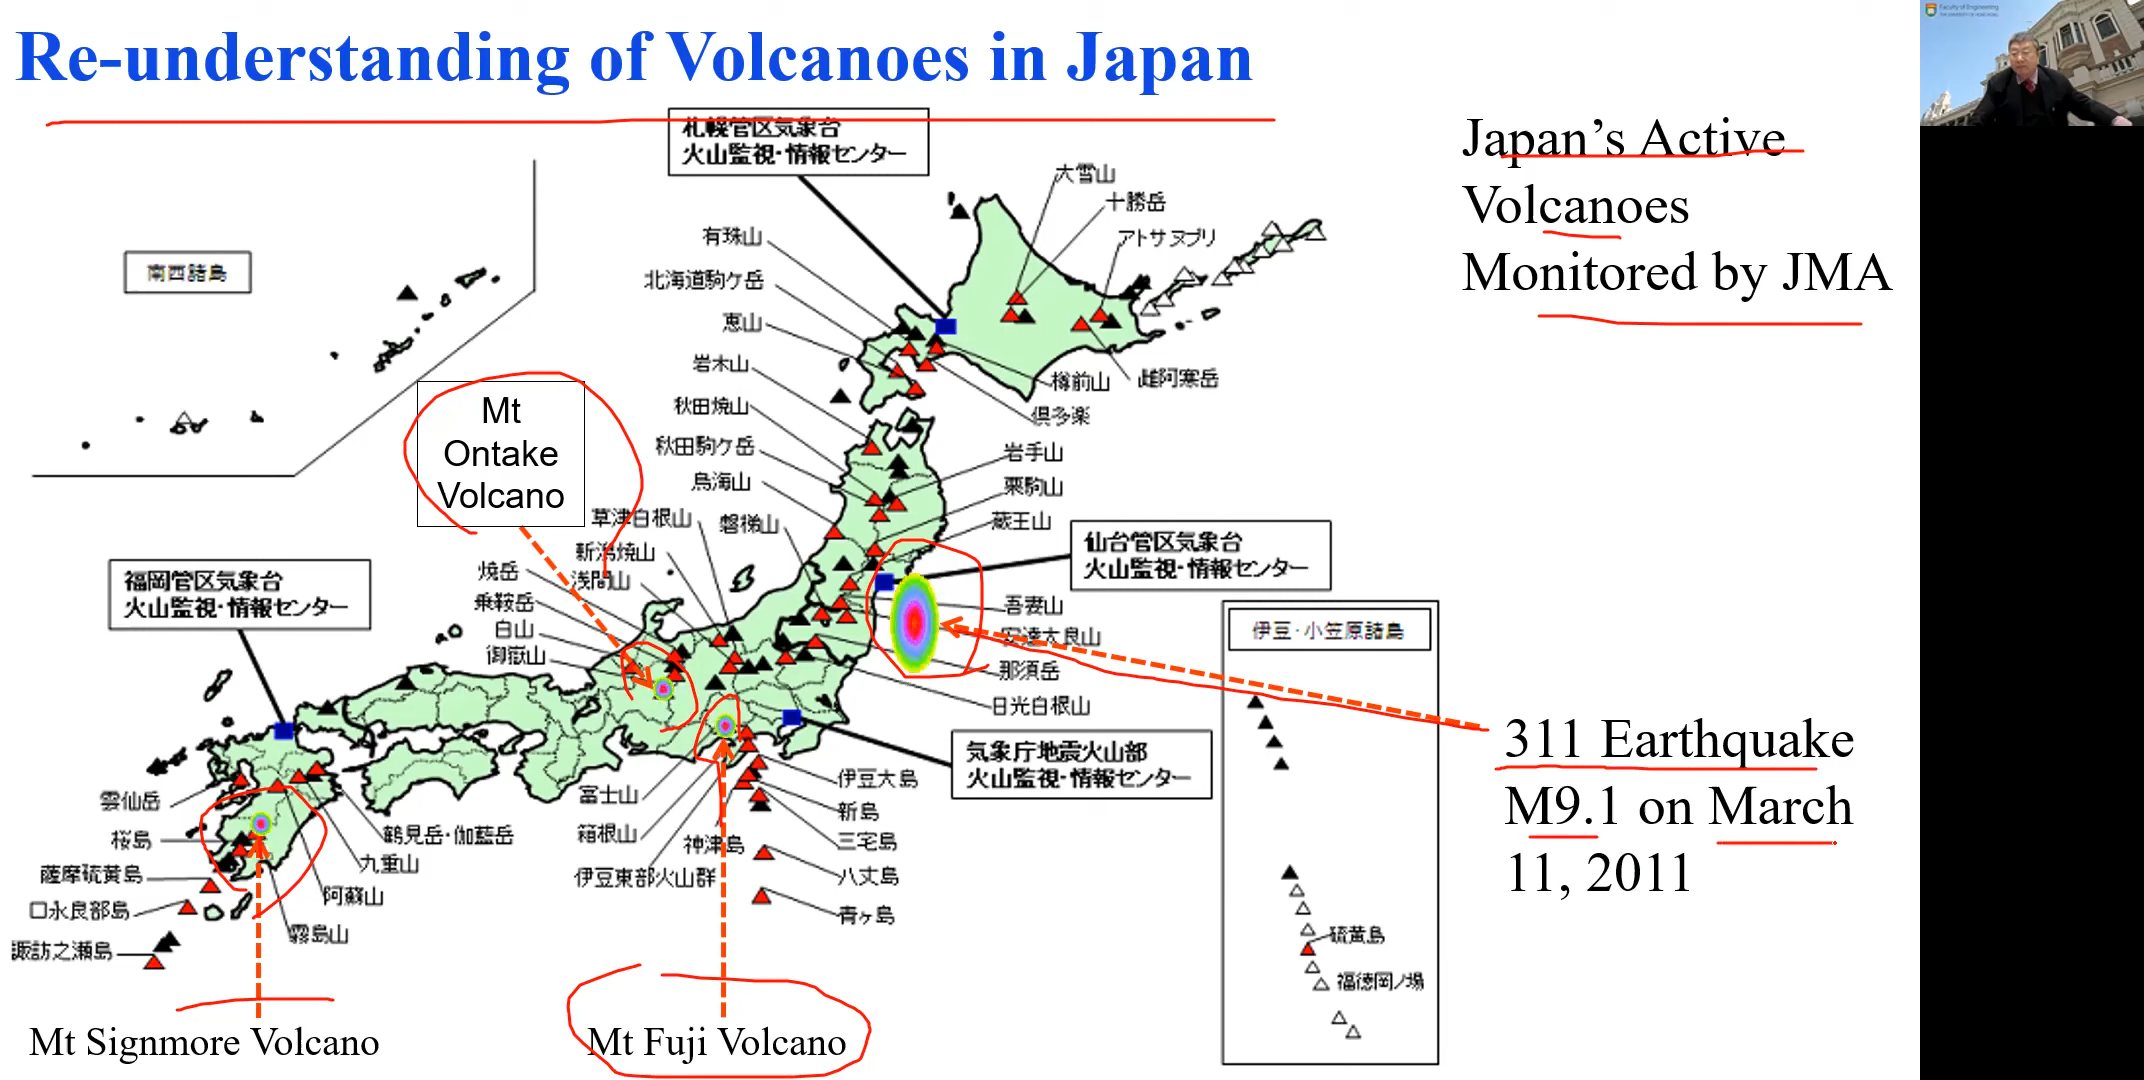 Re-understanding of Volcanoes in Japan
Faculty of Engineering
Japan's Active
Volcanoes
Monitored by JMA
札幌管区気象台
火山監視・情報センター
大雪山
十勝岳
アトサヌプリ
有珠山
北海道駒ケ岳
恵山
岩木山
秋田焼山
秋田駒ケ岳
鳥海山
樽前山
雌阿寒岳
倶多楽
岩手山
栗駒山
蔵王山
南西諸島
Mt
Ontake
Volcano
草津白根山
磐梯山
新潟焼山
浅間山
焼岳
乗鞍岳
白山
御嶽山
仙台管区気象台
火山監視・情報センター
吾妻山
安達太良山
那須岳
日光白根山
福岡管区気象台
火山監視・情報センター
伊豆・小笠原諸島
気象庁地震火山部
火山監視・情報センター
311 Earthquake
M9.1 on March
11, 2011
雲仙岳
桜島
薩摩硫黄島
口永良部島
諏訪之瀬島
鶴見岳・伽藍岳
九重山
阿蘇山
霧島山
富士山
箱根山
伊豆東部火山群
神津島
伊豆大島
新島
三宅島
八丈島
青ヶ島
硫黄島
福徳岡ノ場
Mt Signmore Volcano
Mt Fuji Volcano